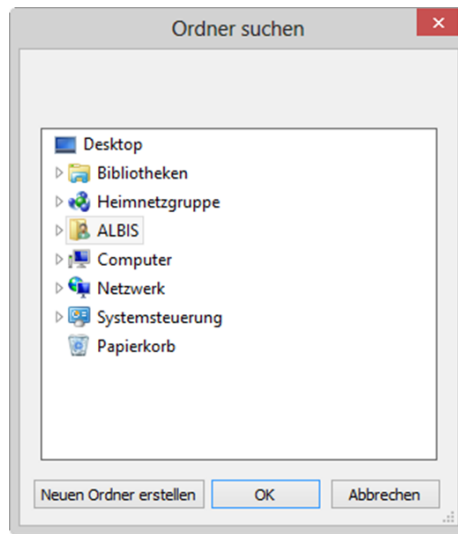 Ordner suchen
Desktop
Bibliotheken
Heimnetzgruppe
ALBIS
Computer
Netzwerk
Systemsteuerung
Papierkorb
Neuen Ordner erstellen OK Abbrechen